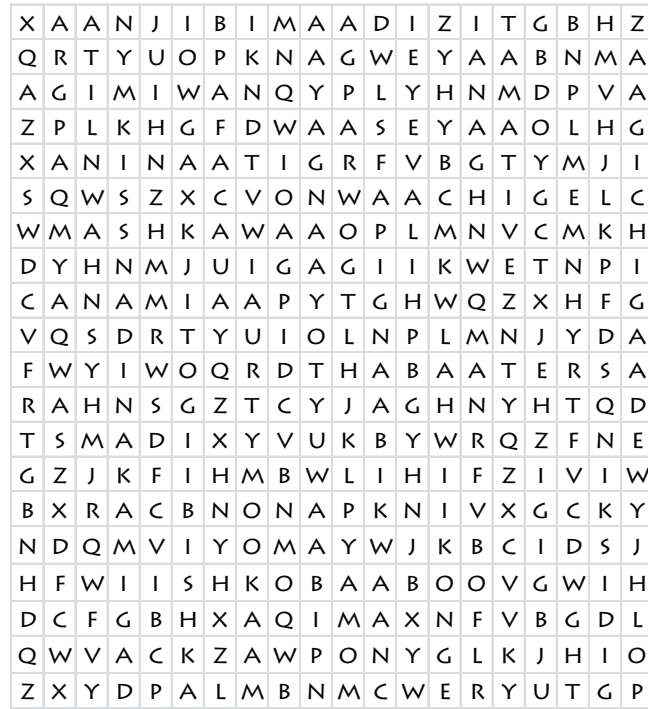 X A A N J I B I M A A D I Z I T G B H Z
Q R T Y U O P K N A G W E Y A A B N M A
A G I M I W A N Q Y P L Y H N M D P V A
Z P L K H G F D W A A S E Y A A O L H G
X A N I N A A T I G R F V B G T Y M J I
S Q W S Z X C V O N W A A C H I G E L C
W M A S H K A W A A O P L M N V C M K H
D Y H N M J U I G A G I I K W E T N P I
C A N A M I A A P Y T G H W Q Z X H F G
V Q S D R T Y U I O L N P L M N J Y D A
F W Y I W O Q R D T H A B A A T E R S A
R A H N S G Z T C Y J A G H N Y H T Q D
T S M A D I X Y V U K B Y W R Q Z F N E
G Z J K F I H M B W L I H I F Z I V I W
B X R A C B N O N A P K N I V X G C K Y
N D Q M V I Y O M A Y W J K B C I D S J
H F W I I S H K O B A A B O O V G W I H
D C F G B H X A Q I M A X N F V B G D L
Q W V A C K Z A W P O N Y G L K J H I O
Z X Y D P A L M B N M C W E R Y U T G P